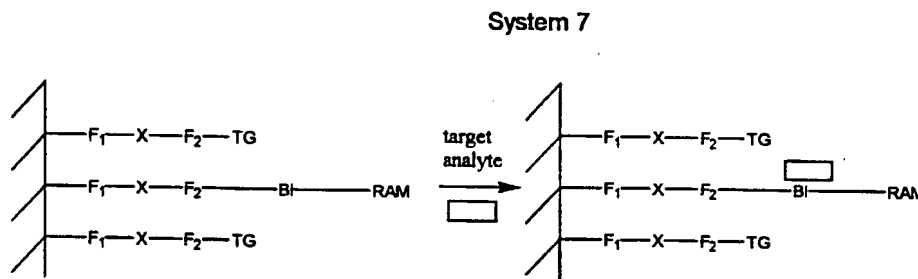 System 7
F₁—X—F₂—TG
F₁—X—F₂—BI—RAM
F₁—X—F₂—TG
target
analyte
F₁—X—F₂—TG
F₁—X—F₂—BI—RAM
F₁—X—F₂—TG